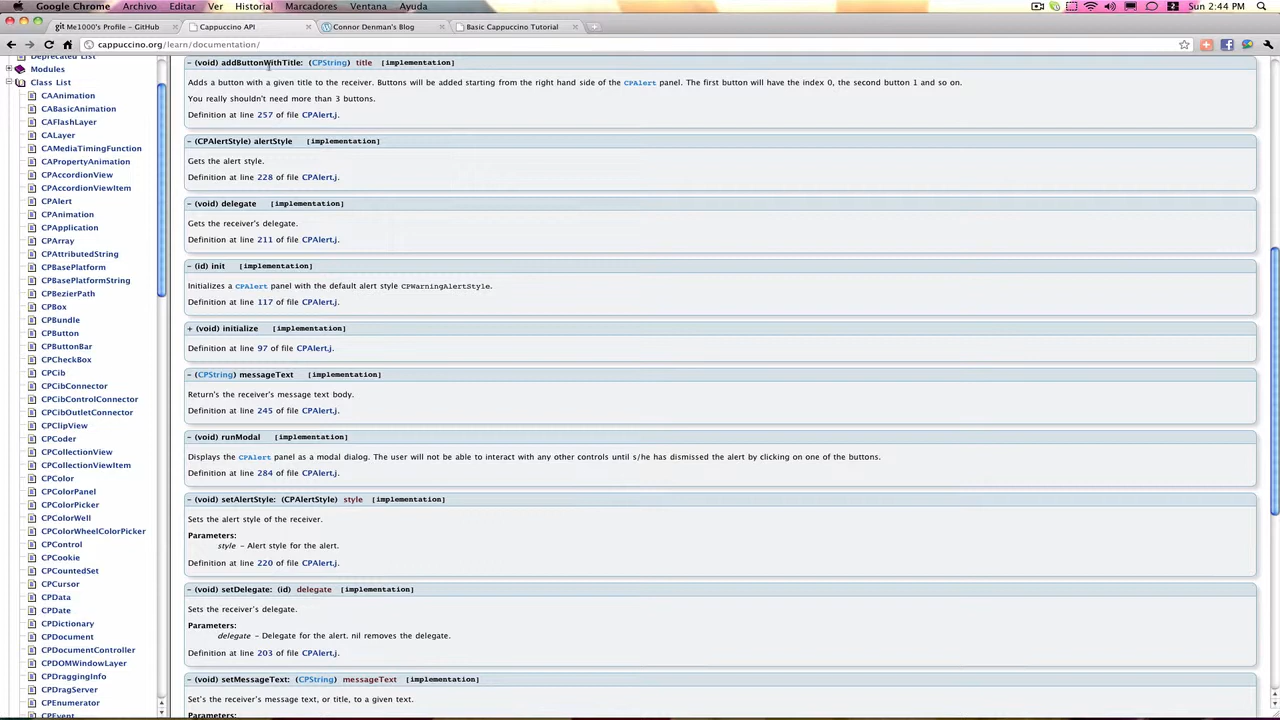 Google Chrome Archivo Editar Ver Historial Marcadores Ventana Ayuda Sun 2:44 PM
git Me1000's Profile – GitHub
Cappuccino API
Connor Denman's Blog
Basic Cappuccino Tutorial
cappuccino.org/learn/documentation/
Deprecated List
Modules
Class List
CAAnimation
CABasicAnimation
CAFlashLayer
CALayer
CAMediaTimingFunction
CAPropertyAnimation
CPAccordionView
CPAccordionViewItem
CPAlert
CPAnimation
CPApplication
CPArray
CPAttributedString
CPBasePlatform
CPBasePlatformString
CPBezierPath
CPBox
CPBundle
CPButton
CPButtonBar
CPCheckBox
CPCib
CPCibConnector
CPCibControlConnector
CPCibOutletConnector
CPClipView
CPCoder
CPCollectionView
CPCollectionViewItem
CPColor
CPColorPanel
CPColorPicker
CPColorWell
CPColorWheelColorPicker
CPControl
CPCookie
CPCountedSet
CPCursor
CPData
CPDate
CPDictionary
CPDocument
CPDocumentController
CPDOMWindowLayer
CPDraggingInfo
CPDragServer
CPEnumerator
CPEvent
– (void) addButtonWithTitle: (CPString) title [implementation]
Adds a button with a given title to the receiver. Buttons will be added starting from the right hand side of the CPAlert panel. The first button will have the index 0, the second button 1 and so on.
You really shouldn't need more than 3 buttons.
Definition at line 257 of file CPAlert.j.
– (CPAlertStyle) alertStyle [implementation]
Gets the alert style.
Definition at line 228 of file CPAlert.j.
– (void) delegate [implementation]
Gets the receiver's delegate.
Definition at line 211 of file CPAlert.j.
– (id) init [implementation]
Initializes a CPAlert panel with the default alert style CPWarningAlertStyle.
Definition at line 117 of file CPAlert.j.
+ (void) initialize [implementation]
Definition at line 97 of file CPAlert.j.
– (CPString) messageText [implementation]
Return's the receiver's message text body.
Definition at line 245 of file CPAlert.j.
– (void) runModal [implementation]
Displays the CPAlert panel as a modal dialog. The user will not be able to interact with any other controls until s/he has dismissed the alert by clicking on one of the buttons.
Definition at line 284 of file CPAlert.j.
– (void) setAlertStyle: (CPAlertStyle) style [implementation]
Sets the alert style of the receiver.
Parameters:
style – Alert style for the alert.
Definition at line 220 of file CPAlert.j.
– (void) setDelegate: (id) delegate [implementation]
Sets the receiver's delegate.
Parameters:
delegate – Delegate for the alert. nil removes the delegate.
Definition at line 203 of file CPAlert.j.
– (void) setMessageText: (CPString) messageText [implementation]
Set's the receiver's message text, or title, to a given text.
Parameters: